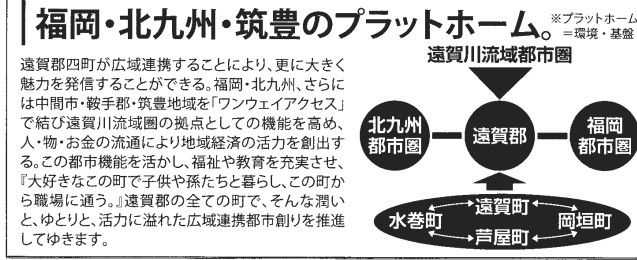 福岡・北九州・筑豊のプラットホーム。
※プラットホーム
＝環境・基盤
遠賀郡四町が広域連携することにより、更に大きく
魅力を発信することができる。福岡・北九州、さらに
は中間市・鞍手郡・筑豊地域を「ワンウェイアクセス」
で結び遠賀川流域圏の拠点としての機能を高め、
人・物・お金の流通により地域経済の活力を創出す
る。この都市機能を活かし、福祉や教育を充実させ、
『大好きなこの町で子供や孫たちと暮らし、この町か
ら職場に通う。』遠賀郡の全ての町で、そんな潤い
と、ゆとりと、活力に溢れた広域連携都市創りを推進
してゆきます。
遠賀川流域都市圏
北九州
都市圏
遠賀郡
福岡
都市圏
遠賀町
水巻町
岡垣町
芦屋町